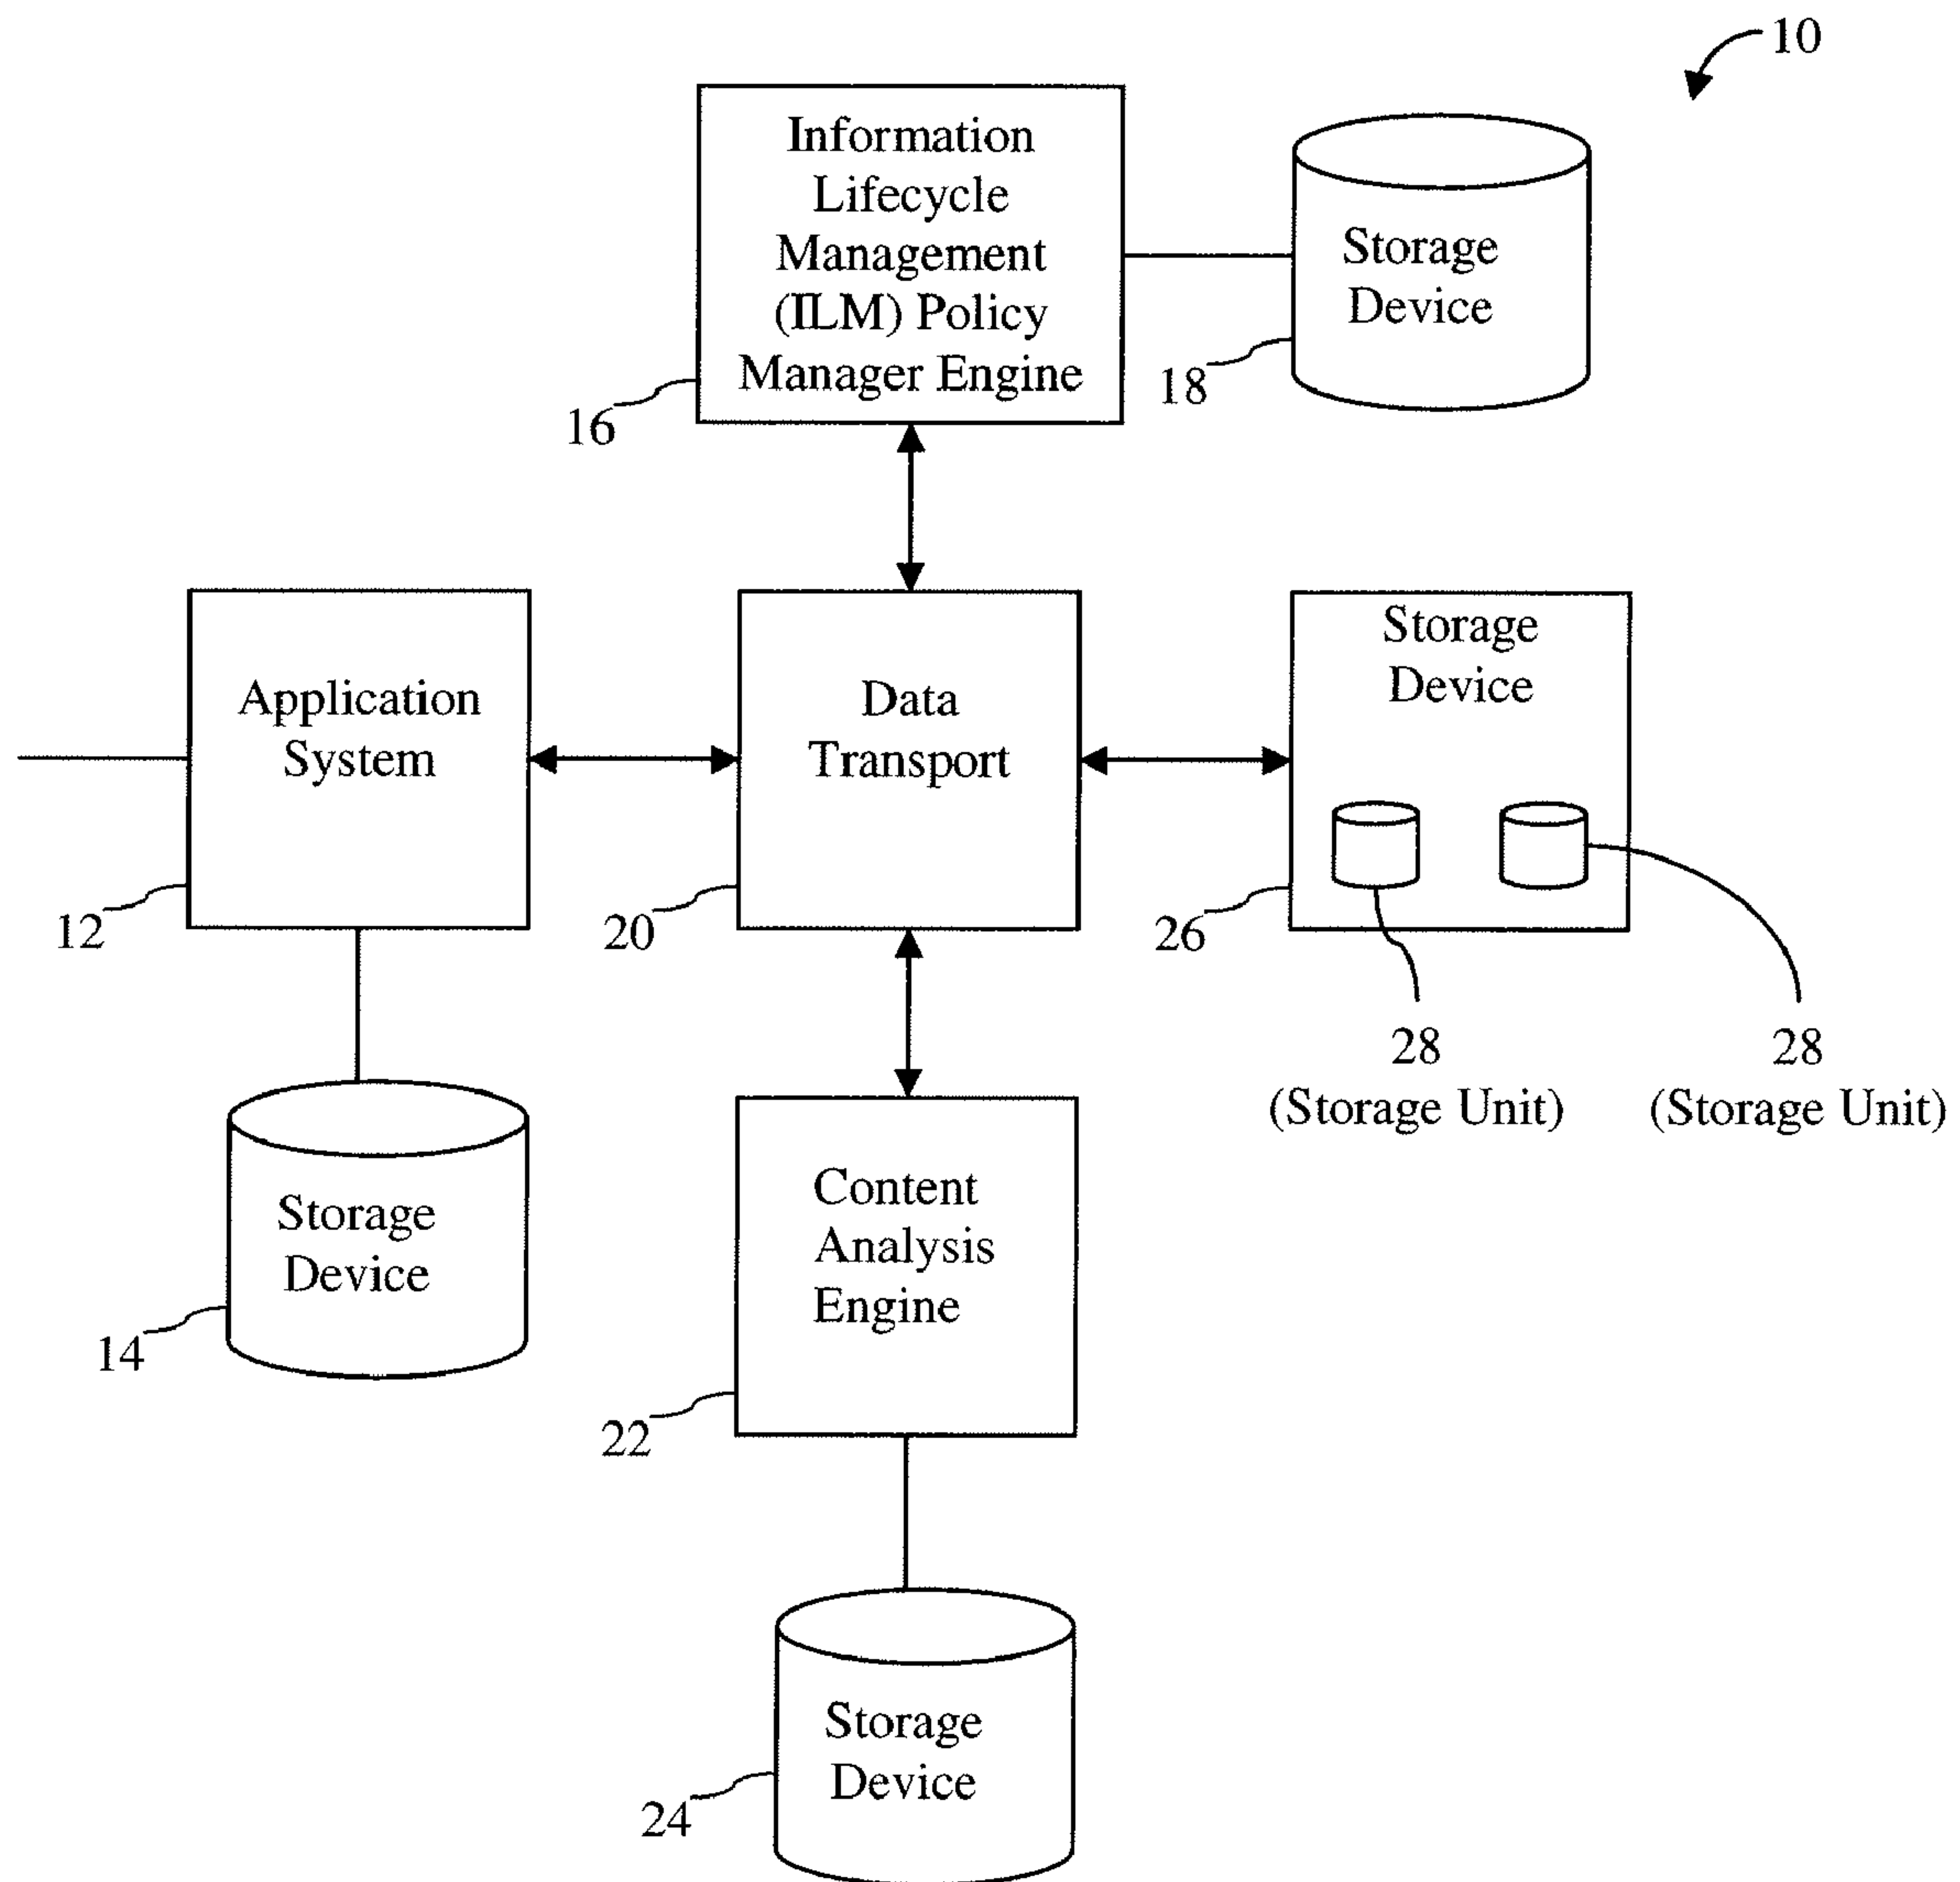 10
Information
Lifecycle
Management
(ILM) Policy
Manager Engine
16
Storage
Device
18
Application
System
12
Data
Transport
20
Storage
Device
26
28
(Storage Unit)
28
(Storage Unit)
Storage
Device
14
Content
Analysis
Engine
22
Storage
Device
24